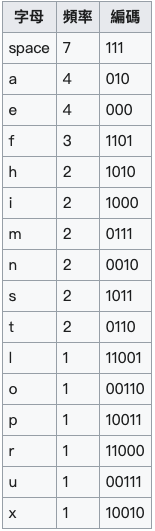 字母 頻率 編碼
space 7 111
a 4 010
e 4 000
f 3 1101
h 2 1010
i 2 1000
m 2 0111
n 2 0010
s 2 1011
t 2 0110
l 1 11001
o 1 00110
p 1 10011
r 1 11000
u 1 00111
x 1 10010